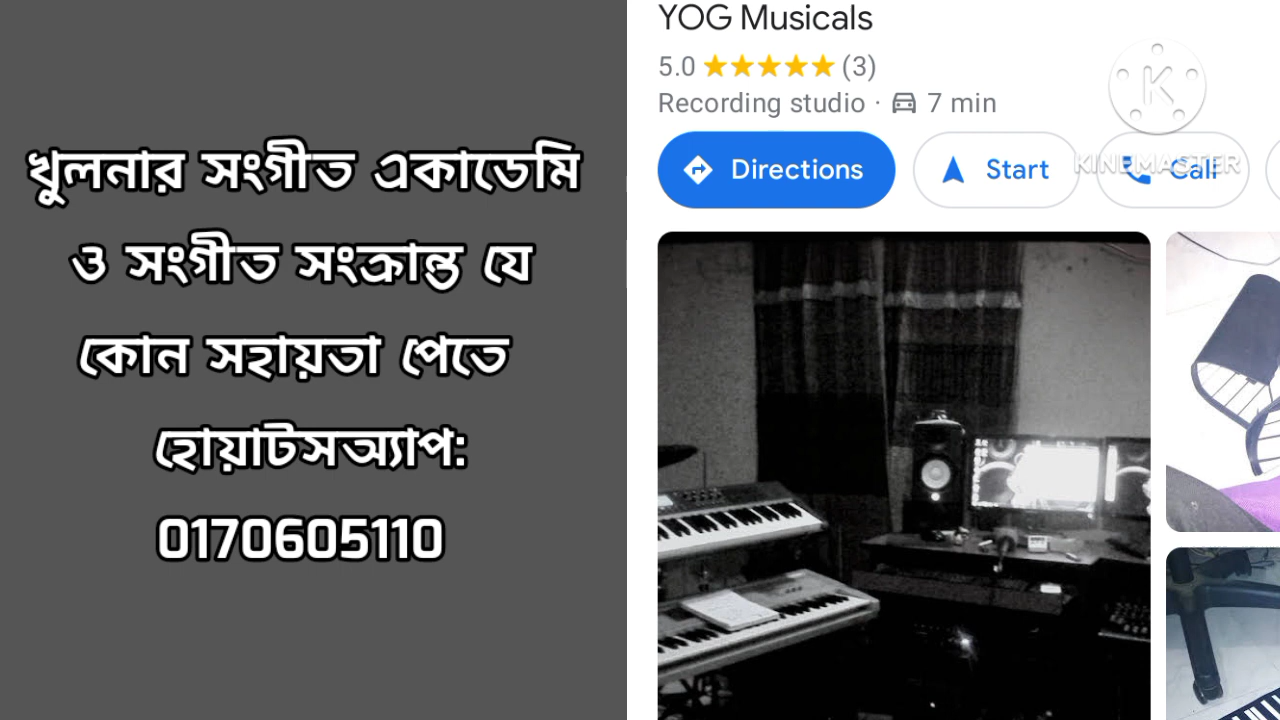 খুলনার সংগীত একাডেমি
ও সংগীত সংক্রান্ত যে
কোন সহায়তা পেতে
হোয়াটসঅ্যাপ:
0170605110
YOG Musicals
5.0 ★★★★★ (3)
Recording studio · 7 min
Directions
Start
Call
KINEMASTER